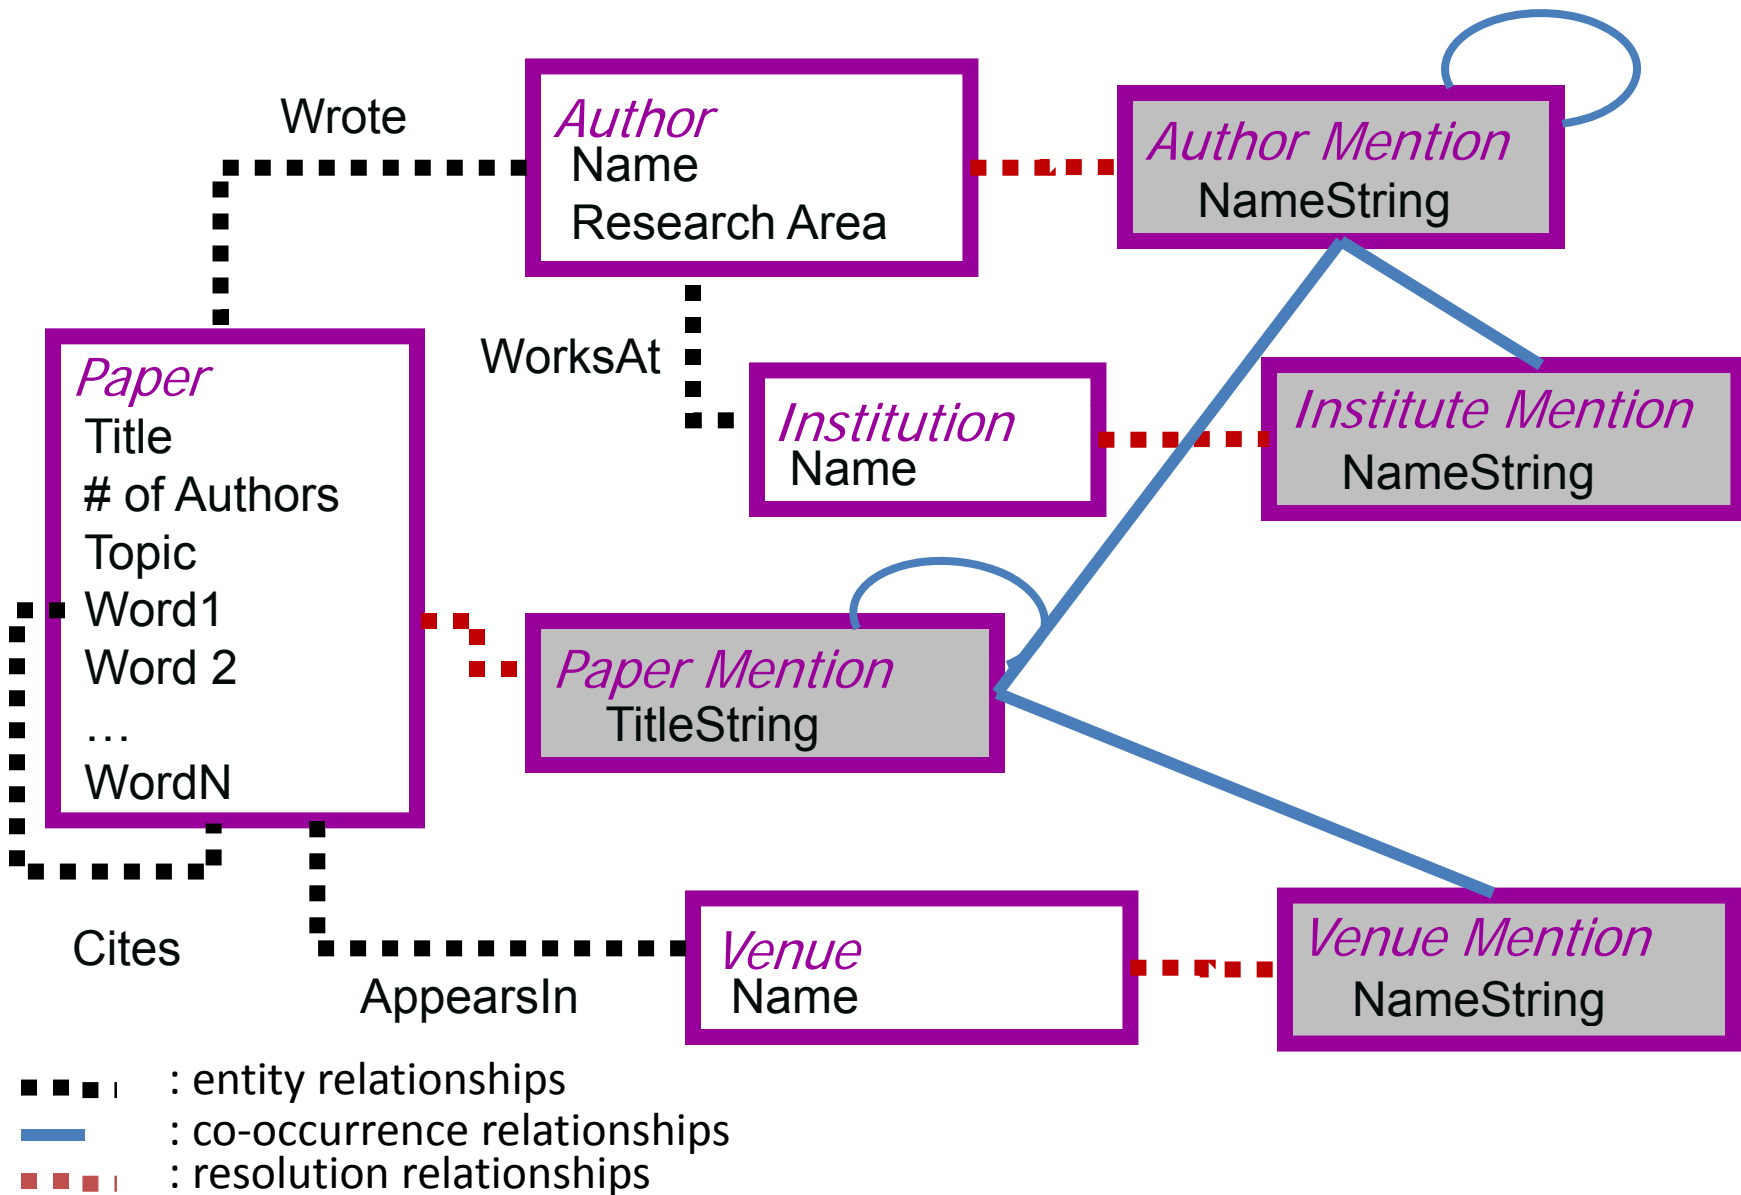 Wrote
Author
Name
Research Area
Author Mention
NameString
WorksAt
Paper
Title
# of Authors
Topic
Word1
Word 2
...
WordN
Institution
Name
Institute Mention
NameString
Paper Mention
TitleString
Cites
AppearsIn
Venue
Name
Venue Mention
NameString
: entity relationships
: co-occurrence relationships
: resolution relationships